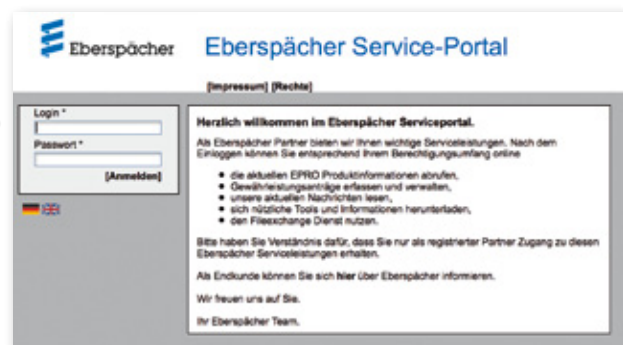 Eberspächer
Eberspächer Service-Portal
[Impressum] [Rechte]
Login *
Passwort *
[Anmelden]
Herzlich willkommen im Eberspächer Serviceportal.
Als Eberspächer Partner bieten wir Ihnen wichtige Serviceleistungen. Nach dem
Einloggen können Sie entsprechend Ihrem Berechtigungsumfang online
• die aktuellen EPRO Produktinformationen abrufen,
• Gewährleistungsanträge erfassen und verwalten,
• unsere aktuellen Nachrichten lesen,
• sich nützliche Tools und Informationen herunterladen,
• den Fileexchange Dienst nutzen.
Bitte haben Sie Verständnis dafür, dass Sie nur als registrierter Partner Zugang zu diesen
Eberspächer Serviceleistungen erhalten.
Als Endkunde können Sie sich hier über Eberspächer informieren.
Wir freuen uns auf Sie.
Ihr Eberspächer Team.